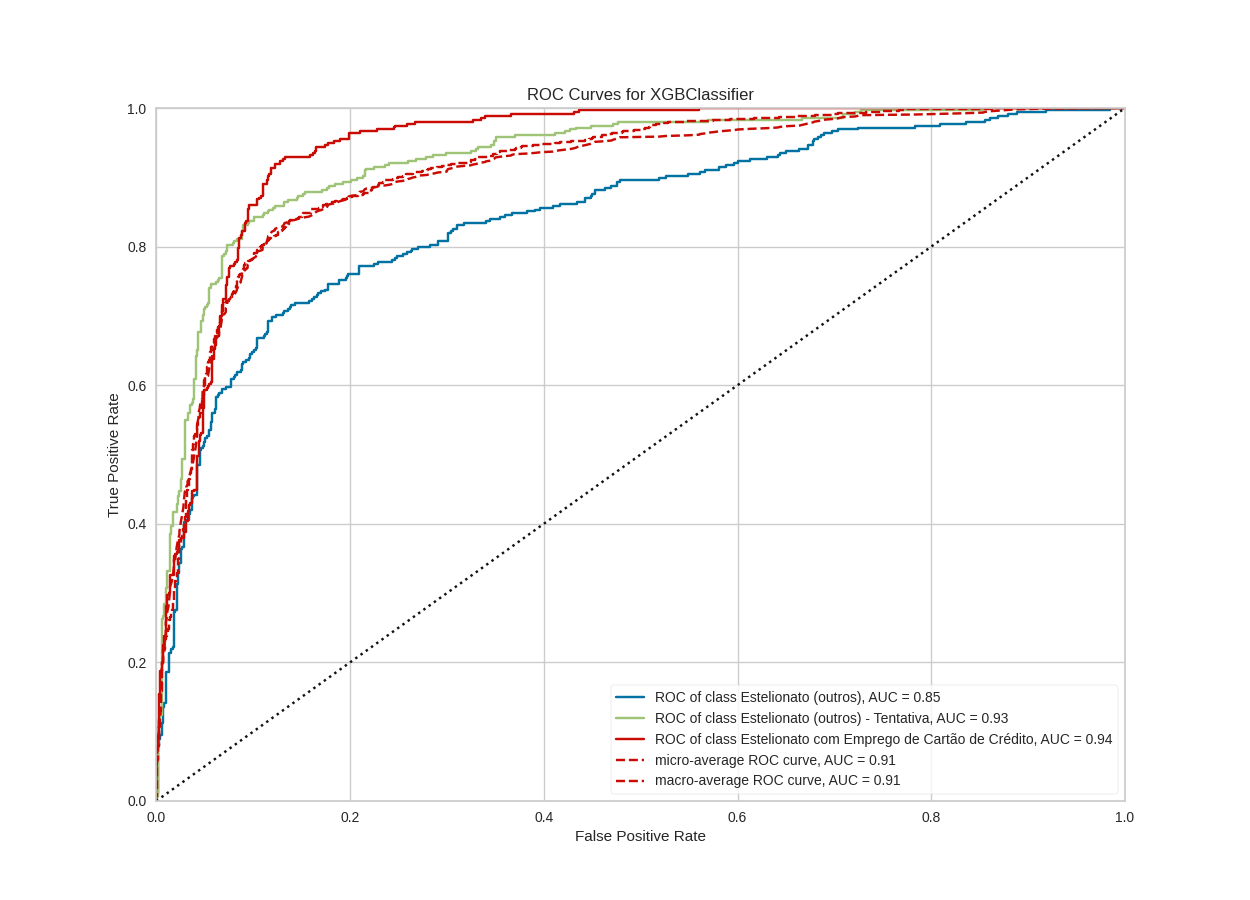 ROC Curves for XGBClassifier
1.0
0.8
0.6
0.4
0.2
0.0
True Positive Rate
0.0 0.2 0.4 0.6 0.8 1.0
False Positive Rate
ROC of class Estelionato (outros), AUC = 0.85
ROC of class Estelionato (outros) - Tentativa, AUC = 0.93
ROC of class Estelionato com Emprego de Cartão de Crédito, AUC = 0.94
micro-average ROC curve, AUC = 0.91
macro-average ROC curve, AUC = 0.91